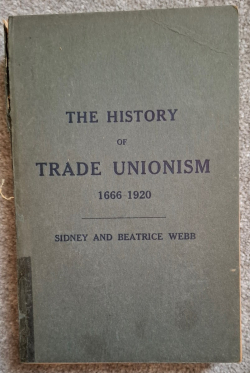 THE HISTORY
OF
TRADE UNIONISM
1666 1920
SIDNEY AND BEATRICE WEBB